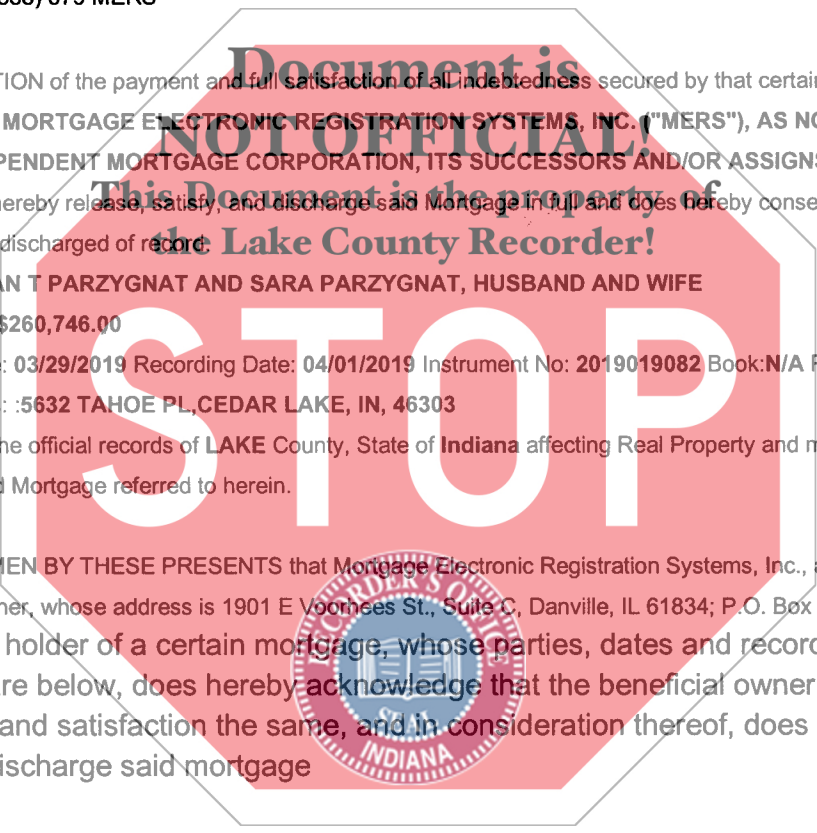 MERS
Document is
TION of the payment and full satisfaction of all indebtedness secured by that certain
MORTGAGE ELECTRONIC REGISTRATION SYSTEMS, INC. ("MERS"), AS NO
NOT OFFICIAL!
PENDENT MORTGAGE CORPORATION, ITS SUCCESSORS AND/OR ASSIGNS
This Document is the property of
hereby release, satisfy, and discharge said Mortgage in full and does hereby conse
the Lake County Recorder!
discharged of record.
AN T PARZYGNAT AND SARA PARZYGNAT, HUSBAND AND WIFE
$260,746.00
: 03/29/2019 Recording Date: 04/01/2019 Instrument No: 2019019082 Book:N/A P
: :5632 TAHOE PL,CEDAR LAKE, IN, 46303
STOP
he official records of LAKE County, State of Indiana affecting Real Property and m
d Mortgage referred to herein.
MEN BY THESE PRESENTS that Mortgage Electronic Registration Systems, Inc., a
ner, whose address is 1901 E Voorhees St., Suite C, Danville, IL 61834; P.O. Box
holder of a certain mortgage, whose parties, dates and record
re below, does hereby acknowledge that the beneficial owner
and satisfaction the same, and in consideration thereof, does
ischarge said mortgage
RECORDER'S OFFICE
SEAL
INDIANA